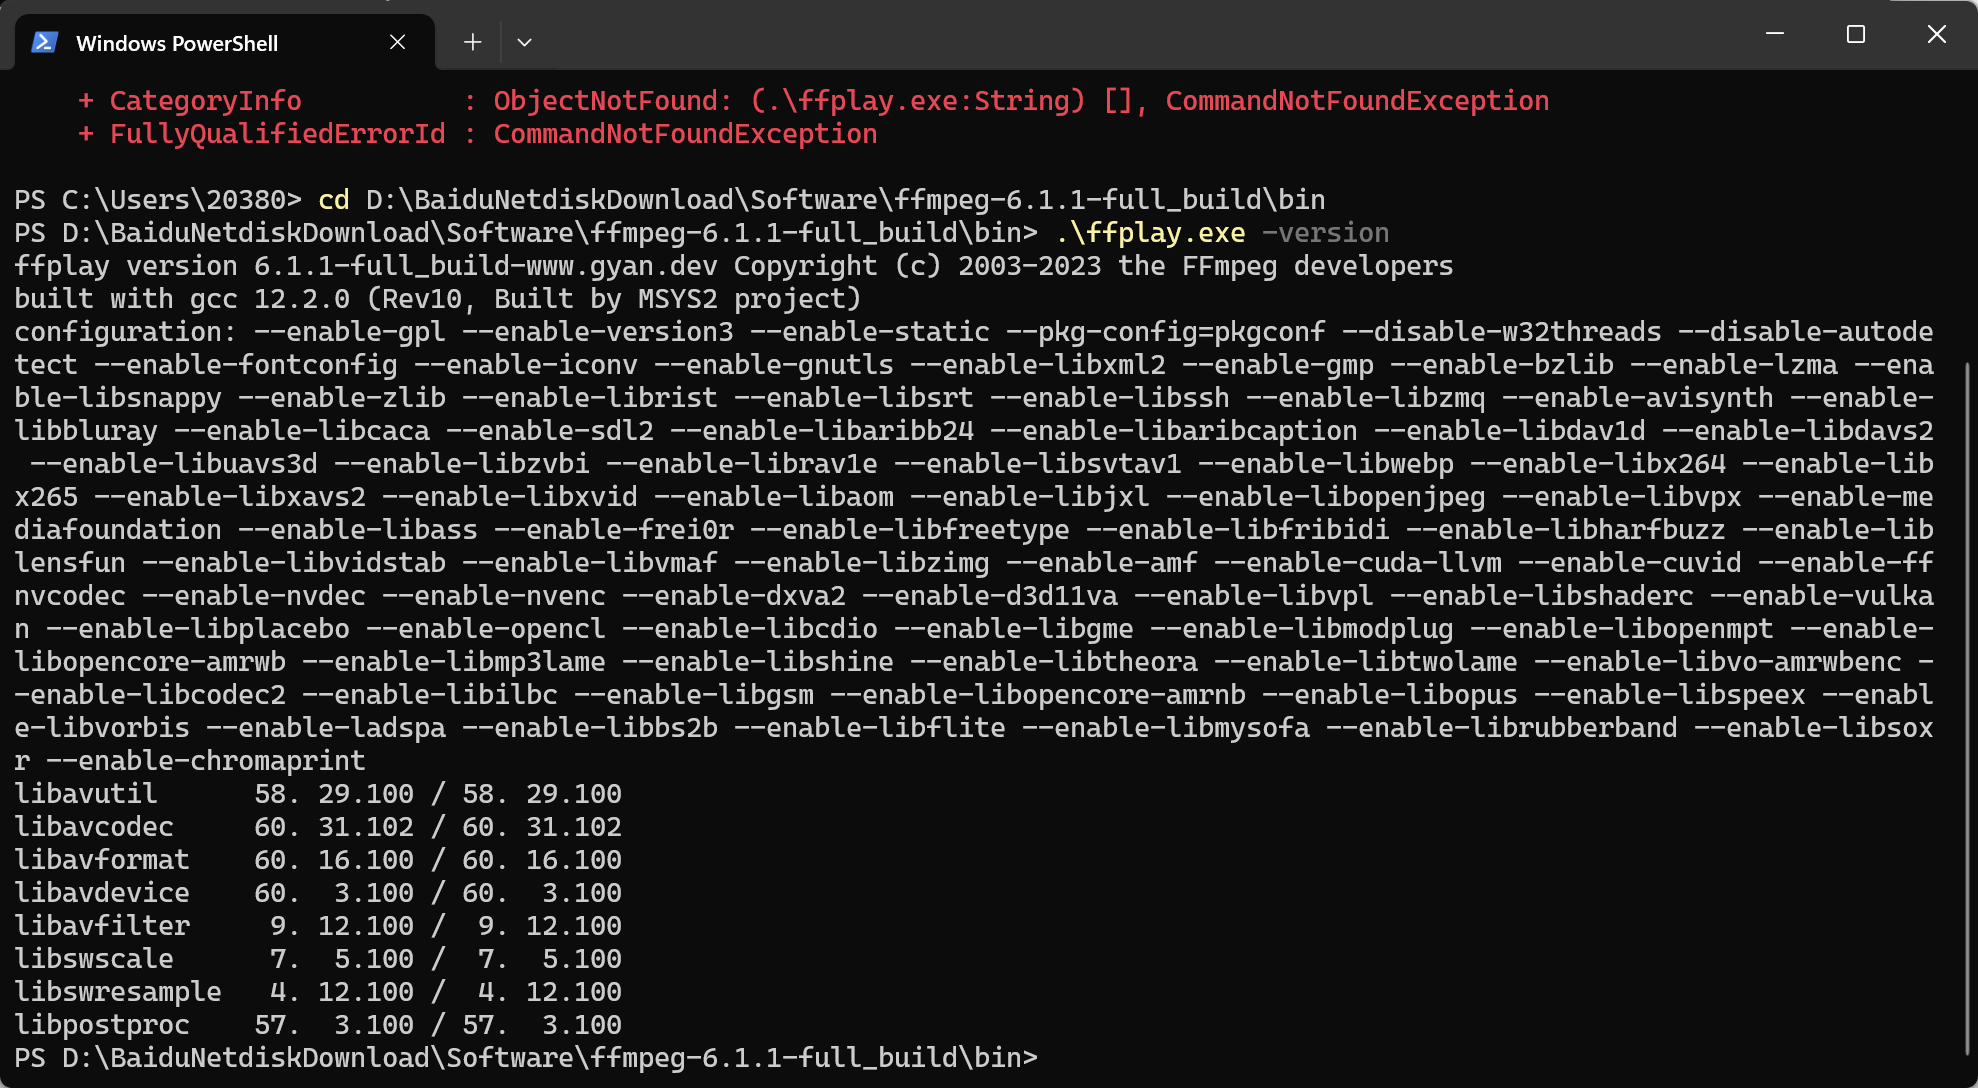 Windows PowerShell
    + CategoryInfo          : ObjectNotFound: (.\ffplay.exe:String) [], CommandNotFoundException
    + FullyQualifiedErrorId : CommandNotFoundException
PS C:\Users\20380> cd D:\BaiduNetdiskDownload\Software\ffmpeg-6.1.1-full_build\bin
PS D:\BaiduNetdiskDownload\Software\ffmpeg-6.1.1-full_build\bin> .\ffplay.exe -version
ffplay version 6.1.1-full_build-www.gyan.dev Copyright (c) 2003-2023 the FFmpeg developers
built with gcc 12.2.0 (Rev10, Built by MSYS2 project)
configuration: --enable-gpl --enable-version3 --enable-static --pkg-config=pkgconf --disable-w32threads --disable-autode
tect --enable-fontconfig --enable-iconv --enable-gnutls --enable-libxml2 --enable-gmp --enable-bzlib --enable-lzma --ena
ble-libsnappy --enable-zlib --enable-librist --enable-libsrt --enable-libssh --enable-libzmq --enable-avisynth --enable-
libbluray --enable-libcaca --enable-sdl2 --enable-libaribb24 --enable-libaribcaption --enable-libdav1d --enable-libdavs2
 --enable-libuavs3d --enable-libzvbi --enable-librav1e --enable-libsvtav1 --enable-libwebp --enable-libx264 --enable-lib
x265 --enable-libxavs2 --enable-libxvid --enable-libaom --enable-libjxl --enable-libopenjpeg --enable-libvpx --enable-me
diafoundation --enable-libass --enable-frei0r --enable-libfreetype --enable-libfribidi --enable-libharfbuzz --enable-lib
lensfun --enable-libvidstab --enable-libvmaf --enable-libzimg --enable-amf --enable-cuda-llvm --enable-cuvid --enable-ff
nvcodec --enable-nvdec --enable-nvenc --enable-dxva2 --enable-d3d11va --enable-libvpl --enable-libshaderc --enable-vulka
n --enable-libplacebo --enable-opencl --enable-libcdio --enable-libgme --enable-libmodplug --enable-libopenmpt --enable-
libopencore-amrwb --enable-libmp3lame --enable-libshine --enable-libtheora --enable-libtwolame --enable-libvo-amrwbenc -
-enable-libcodec2 --enable-libilbc --enable-libgsm --enable-libopencore-amrnb --enable-libopus --enable-libspeex --enabl
e-libvorbis --enable-ladspa --enable-libbs2b --enable-libflite --enable-libmysofa --enable-librubberband --enable-libsox
r --enable-chromaprint
libavutil      58. 29.100 / 58. 29.100
libavcodec     60. 31.102 / 60. 31.102
libavformat    60. 16.100 / 60. 16.100
libavdevice    60.  3.100 / 60.  3.100
libavfilter     9. 12.100 /  9. 12.100
libswscale      7.  5.100 /  7.  5.100
libswresample   4. 12.100 /  4. 12.100
libpostproc    57.  3.100 / 57.  3.100
PS D:\BaiduNetdiskDownload\Software\ffmpeg-6.1.1-full_build\bin>